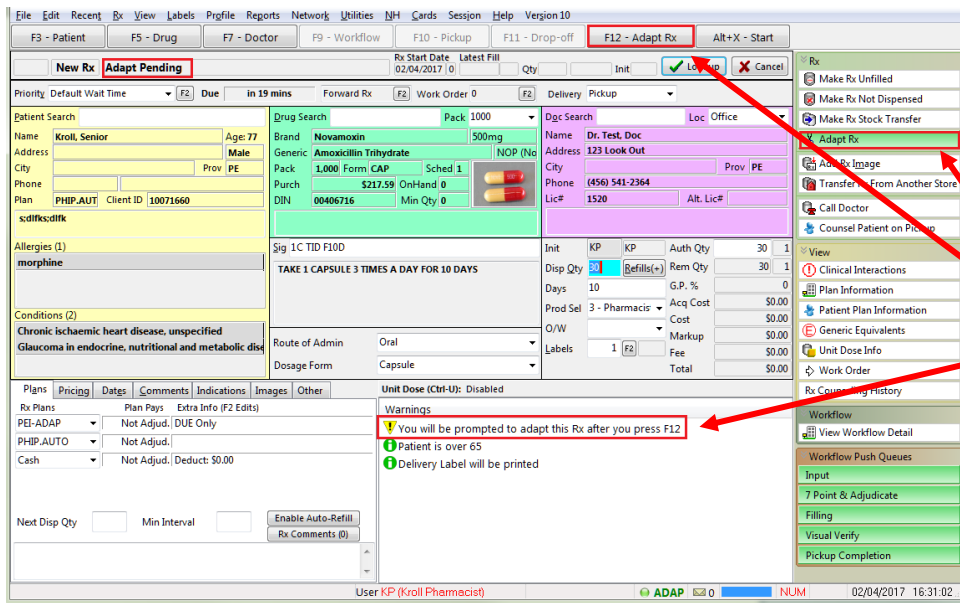 File Edit Recent Rx View Labels Profile Reports Network Utilities NH Cards Session Help Version 10
F3 - Patient F5 - Drug F7 - Doctor F9 - Workflow F10 - Pickup F11 - Drop-off F12 - Adapt Rx Alt+X - Start
New Rx Adapt Pending Rx Start Date 02/04/2017 0 Latest Fill Qty Init Cancel
Priority Default Wait Time F2 Due in 19 mins Forward Rx F2 Work Order 0 F2 Delivery Pickup
Patient Search
Name Kroll, Senior Age: 77
Address Male
City Prov PE
Phone
Plan PHIP.AUT Client ID 10071660
s;dlfks;dlfk
Allergies (1)
morphine
Conditions (2)
Chronic ischaemic heart disease, unspecified
Glaucoma in endocrine, nutritional and metabolic dise
Drug Search Pack 1000
Brand Novamoxin 500mg
Generic Amoxicillin Trihydrate NOP (No
Pack 1,000 Form CAP Sched 1
Purch $217.59 OnHand 0
DIN 00406716 Min Qty 0
Sig 1C TID F10D
TAKE 1 CAPSULE 3 TIMES A DAY FOR 10 DAYS
Route of Admin Oral
Dosage Form Capsule
Doc Search Loc Office
Name Dr. Test, Doc
Address 123 Look Out
City Prov PE
Phone (456) 541-2364
Lic# 1520 Alt. Lic#
Init KP KP Auth Qty 30 1
Disp Qty 30 Refills(+) Rem Qty 30 1
Days 10 G.P. % 0
Prod Sel 3 - Pharmacis Acq Cost $0.00
Cost $0.00
O/W Markup $0.00
Labels 1 F2 Fee $0.00
Total $0.00
Plans Pricing Dates Comments Indications Images Other
Rx Plans Plan Pays Extra Info (F2 Edits)
PEI-ADAP Not Adjud. DUE Only
PHIP.AUTO Not Adjud.
Cash Not Adjud. Deduct: $0.00
Next Disp Qty Min Interval Enable Auto-Refill
Rx Comments (0)
Unit Dose (Ctrl-U): Disabled
Warnings
You will be prompted to adapt this Rx after you press F12
Patient is over 65
Delivery Label will be printed
Rx
Make Rx Unfilled
Make Rx Not Dispensed
Make Rx Stock Transfer
Adapt Rx
Add Rx Image
Transfer Rx From Another Store
Call Doctor
Counsel Patient on Pickup
View
Clinical Interactions
Plan Information
Patient Plan Information
Generic Equivalents
Unit Dose Info
Work Order
Rx Counseling History
Workflow
View Workflow Detail
Workflow Push Queues
Input
7 Point & Adjudicate
Filling
Visual Verify
Pickup Completion
User KP (Kroll Pharmacist) ADAP 0 NUM 02/04/2017 16:31:02